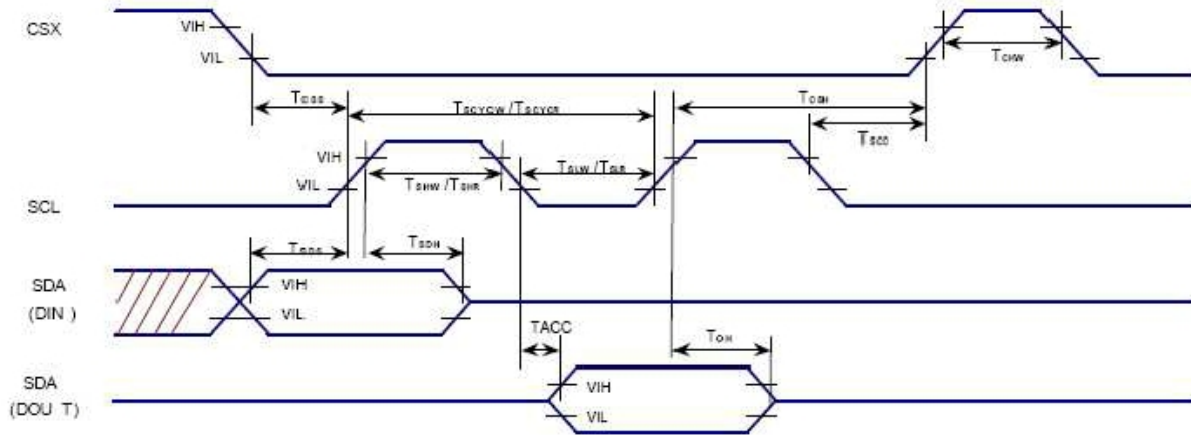 CSX
VIH
VIL
TCHW
TCSS
TSCYCW /TSCYCR
TCSH
TSCC
VIH
VIL
TSHW /TSHR
TSLW /TSLR
SCL
TSDS
TSDH
SDA
(DIN )
VIH
VIL
TACC
TOH
SDA
(DOU T)
VIH
VIL